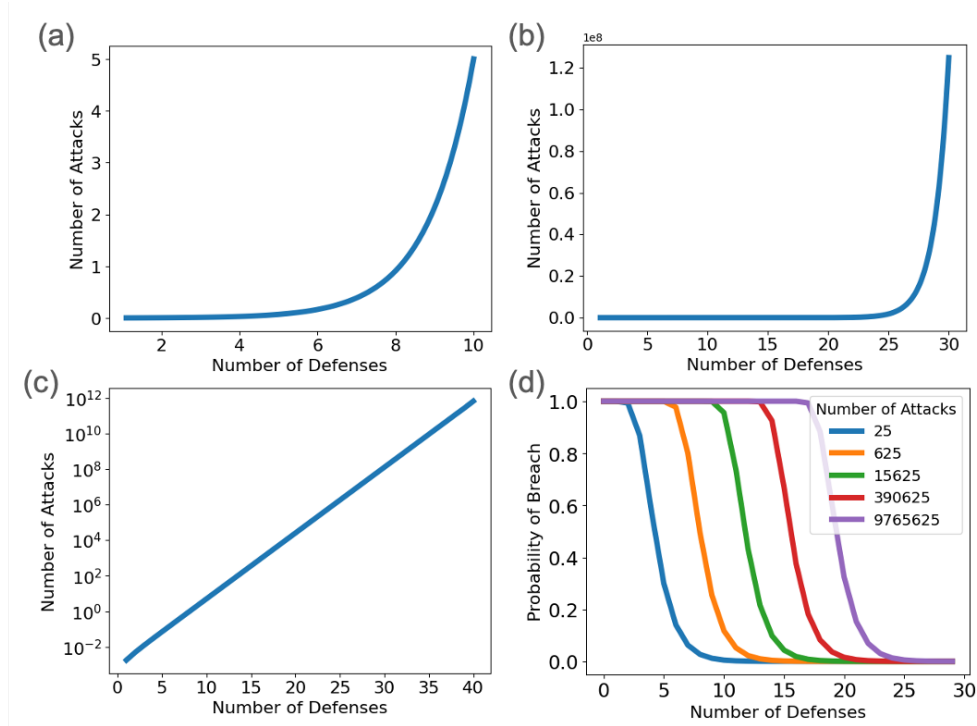 (a)
5
4
3
2
1
0
Number of Attacks
2 4 6 8 10
Number of Defenses
(b)
1e8
1.2
1.0
0.8
0.6
0.4
0.2
0.0
Number of Attacks
0 5 10 15 20 25 30
Number of Defenses
(c)
10^12
10^10
10^8
10^6
10^4
10^2
10^0
10^−2
Number of Attacks
0 5 10 15 20 25 30 35 40
Number of Defenses
(d)
1.0
0.8
0.6
0.4
0.2
0.0
Probability of Breach
Number of Attacks
25
625
15625
390625
9765625
0 5 10 15 20 25 30
Number of Defenses